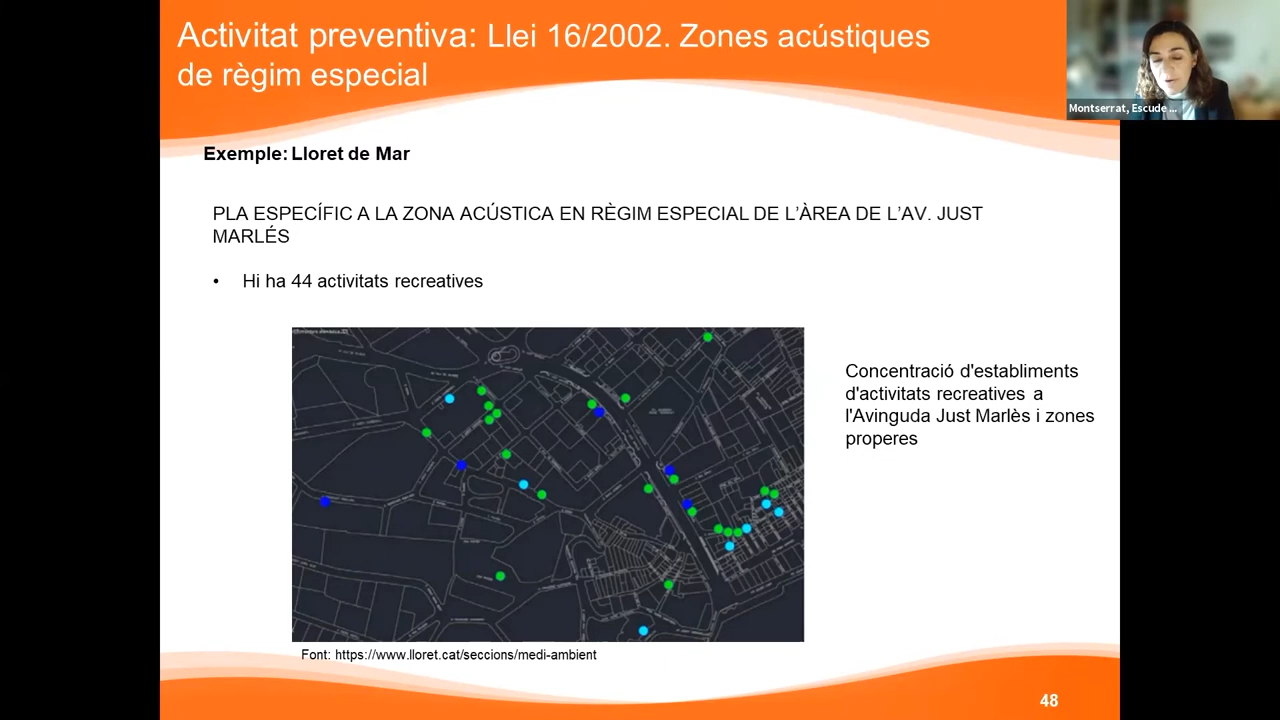 Activitat preventiva: Llei 16/2002. Zones acústiques
de règim especial
Montserrat, Escude ...
Exemple: Lloret de Mar
PLA ESPECÍFIC A LA ZONA ACÚSTICA EN RÈGIM ESPECIAL DE L’ÀREA DE L’AV. JUST
MARLÉS
• Hi ha 44 activitats recreatives
Concentració d'establiments
d'activitats recreatives a
l'Avinguda Just Marlès i zones
properes
Font: https://www.lloret.cat/seccions/medi-ambient
48